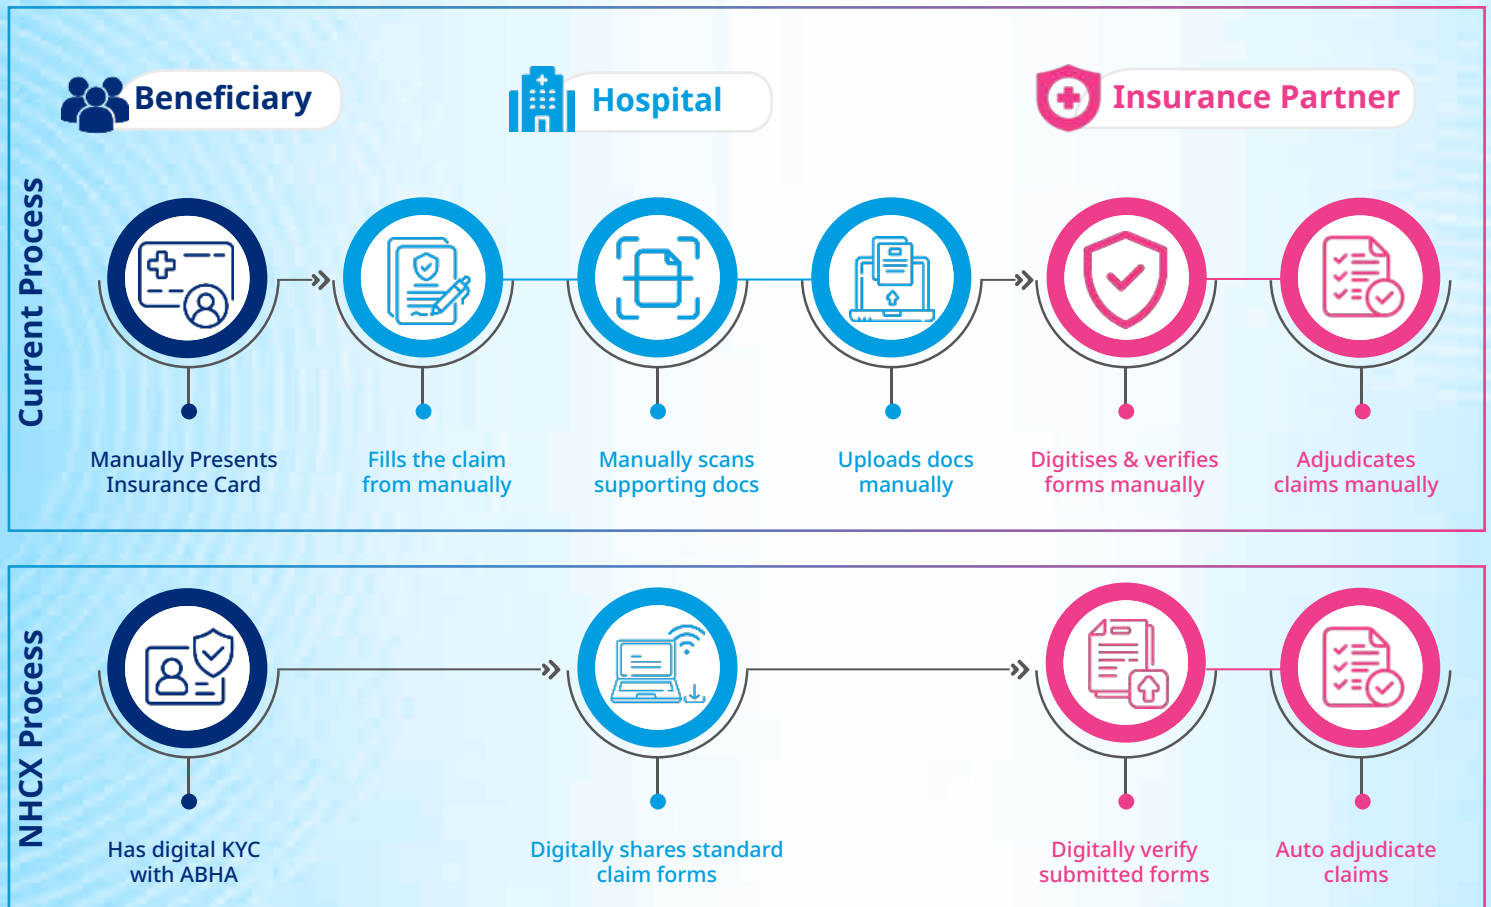 Beneficiary
Hospital
Insurance Partner
Current Process
Manually Presents
Insurance Card
Fills the claim
from manually
Manually scans
supporting docs
Uploads docs
manually
Digitises & verifies
forms manually
Adjudicates
claims manually
NHCX Process
Has digital KYC
with ABHA
Digitally shares standard
claim forms
Digitally verify
submitted forms
Auto adjudicate
claims